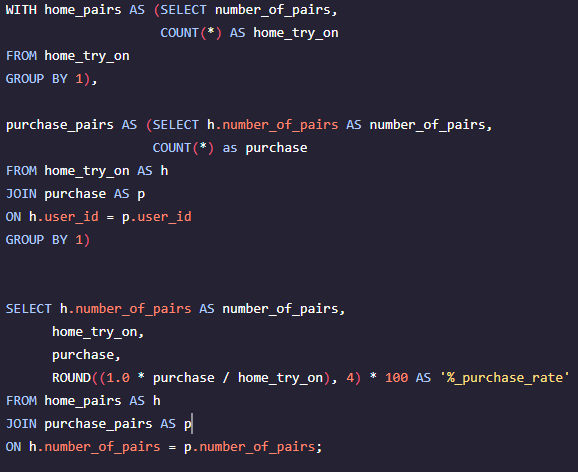 WITH home_pairs AS (SELECT number_of_pairs,
COUNT(*) AS home_try_on
FROM home_try_on
GROUP BY 1),
purchase_pairs AS (SELECT h.number_of_pairs AS number_of_pairs,
COUNT(*) as purchase
FROM home_try_on AS h
JOIN purchase AS p
ON h.user_id = p.user_id
GROUP BY 1)
SELECT h.number_of_pairs AS number_of_pairs,
home_try_on,
purchase,
ROUND((1.0 * purchase / home_try_on), 4) * 100 AS '%_purchase_rate'
FROM home_pairs AS h
JOIN purchase_pairs AS p
ON h.number_of_pairs = p.number_of_pairs;